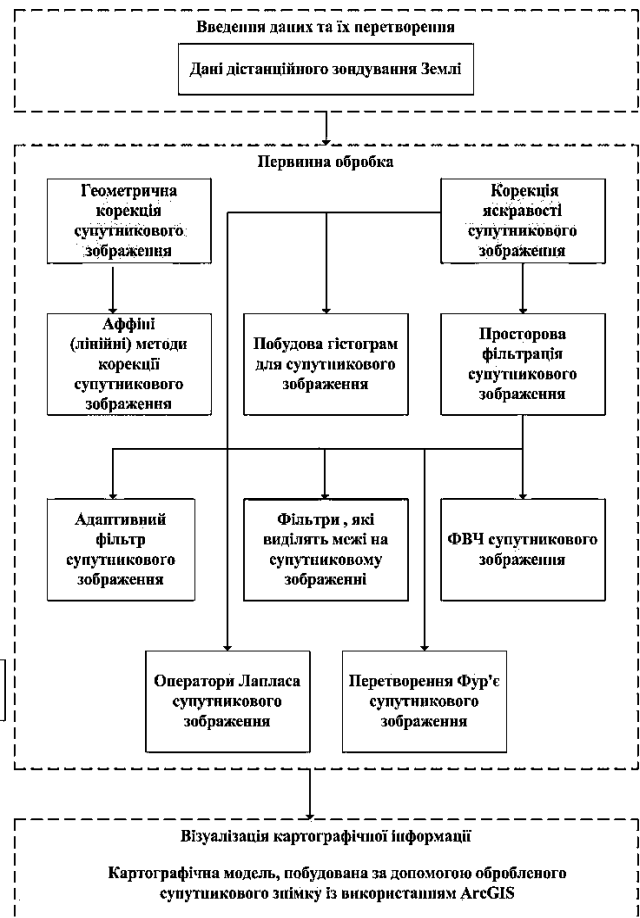 Введення даних та їх перетворення
Дані дістанційного зондування Землі
Первинна обробка
Геометрична
корекція
супутникового
зображення
Корекція
яскравості
супутникового
зображення
Аффіні
(лінійні) методи
корекції
супутникового
зображення
Побудова гістограм
для супутникового
зображення
Просторова
фільтрація
супутникового
зображення
Адаптивний
фільтр
супутникового
зображення
Фільтри , які
виділять межі на
супутниковому
зображенні
ФВЧ супутникового
зображення
Оператори Лапласа
супутникового
зображення
Перетворення Фур'є
супутникового
зображення
Візуалізація картографічної інформації
Картографічна модель, побудована за допомогою обробленого
супутникового знімку із використанням ArcGIS